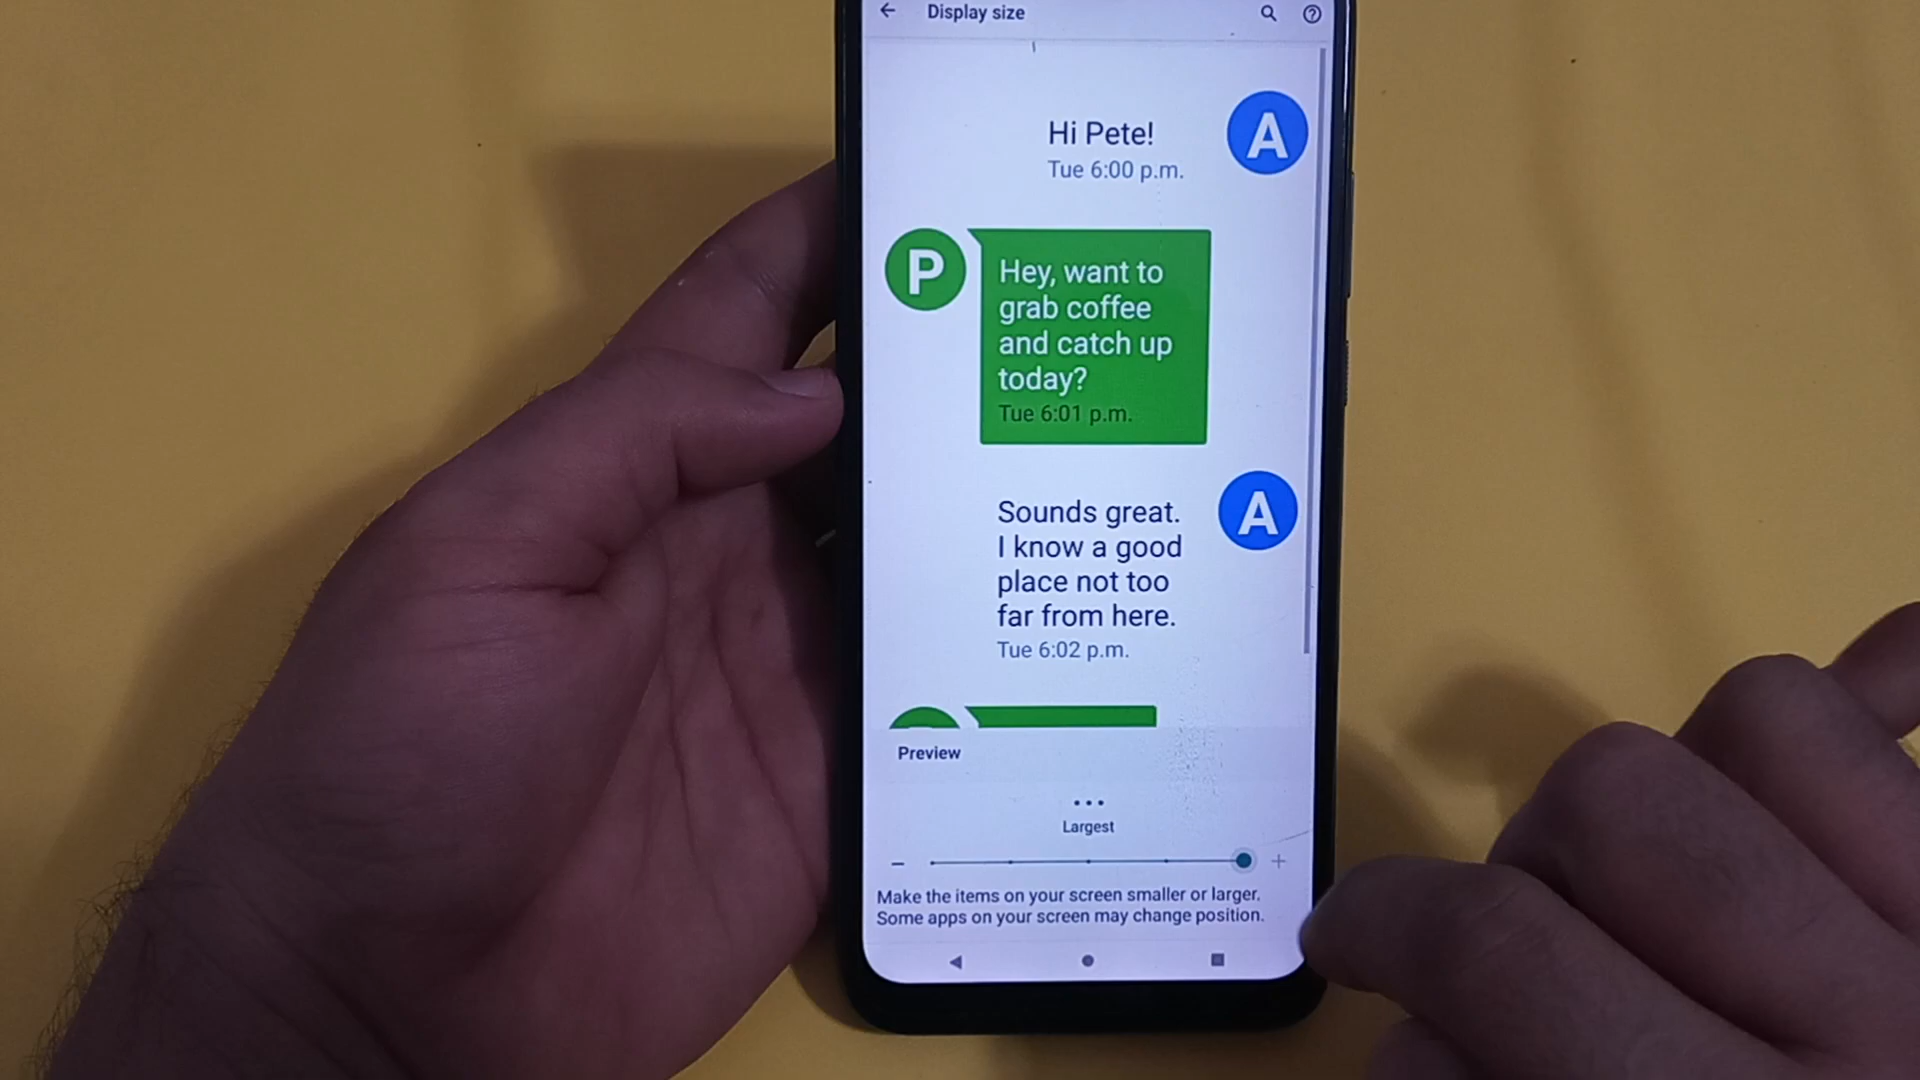 Display size
Hi Pete!
A
Tue 6:00 p.m.
P
Hey, want to
grab coffee
and catch up
today?
Tue 6:01 p.m.
Sounds great.
A
I know a good
place not too
far from here.
Tue 6:02 p.m.
Preview
Largest
Make the items on your screen smaller or larger.
Some apps on your screen may change position.